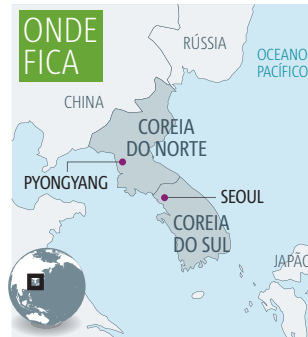 ONDE
FICA
RÚSSIA
OCEANO
PACÍFICO
CHINA
COREIA
DO NORTE
PYONGYANG
SEOUL
COREIA
DO SUL
JAPÃO